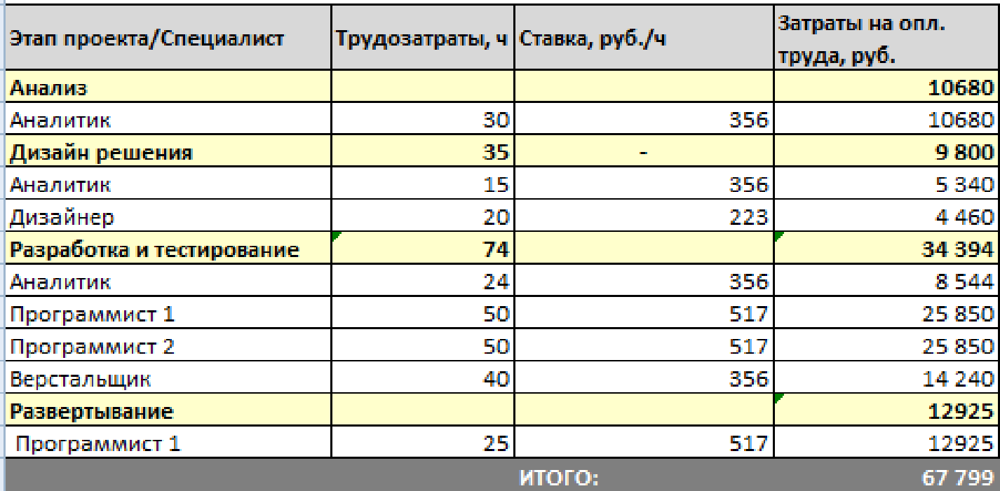 Этап проекта/Специалист Трудозатраты, ч Ставка, руб./ч Затраты на опл.
труда, руб.
Анализ 10680
Аналитик 30 356 10680
Дизайн решения 35 - 9 800
Аналитик 15 356 5 340
Дизайнер 20 223 4 460
Разработка и тестирование 74 34 394
Аналитик 24 356 8 544
Программист 1 50 517 25 850
Программист 2 50 517 25 850
Верстальщик 40 356 14 240
Развертывание 12925
Программист 1 25 517 12925
ИТОГО: 67 799